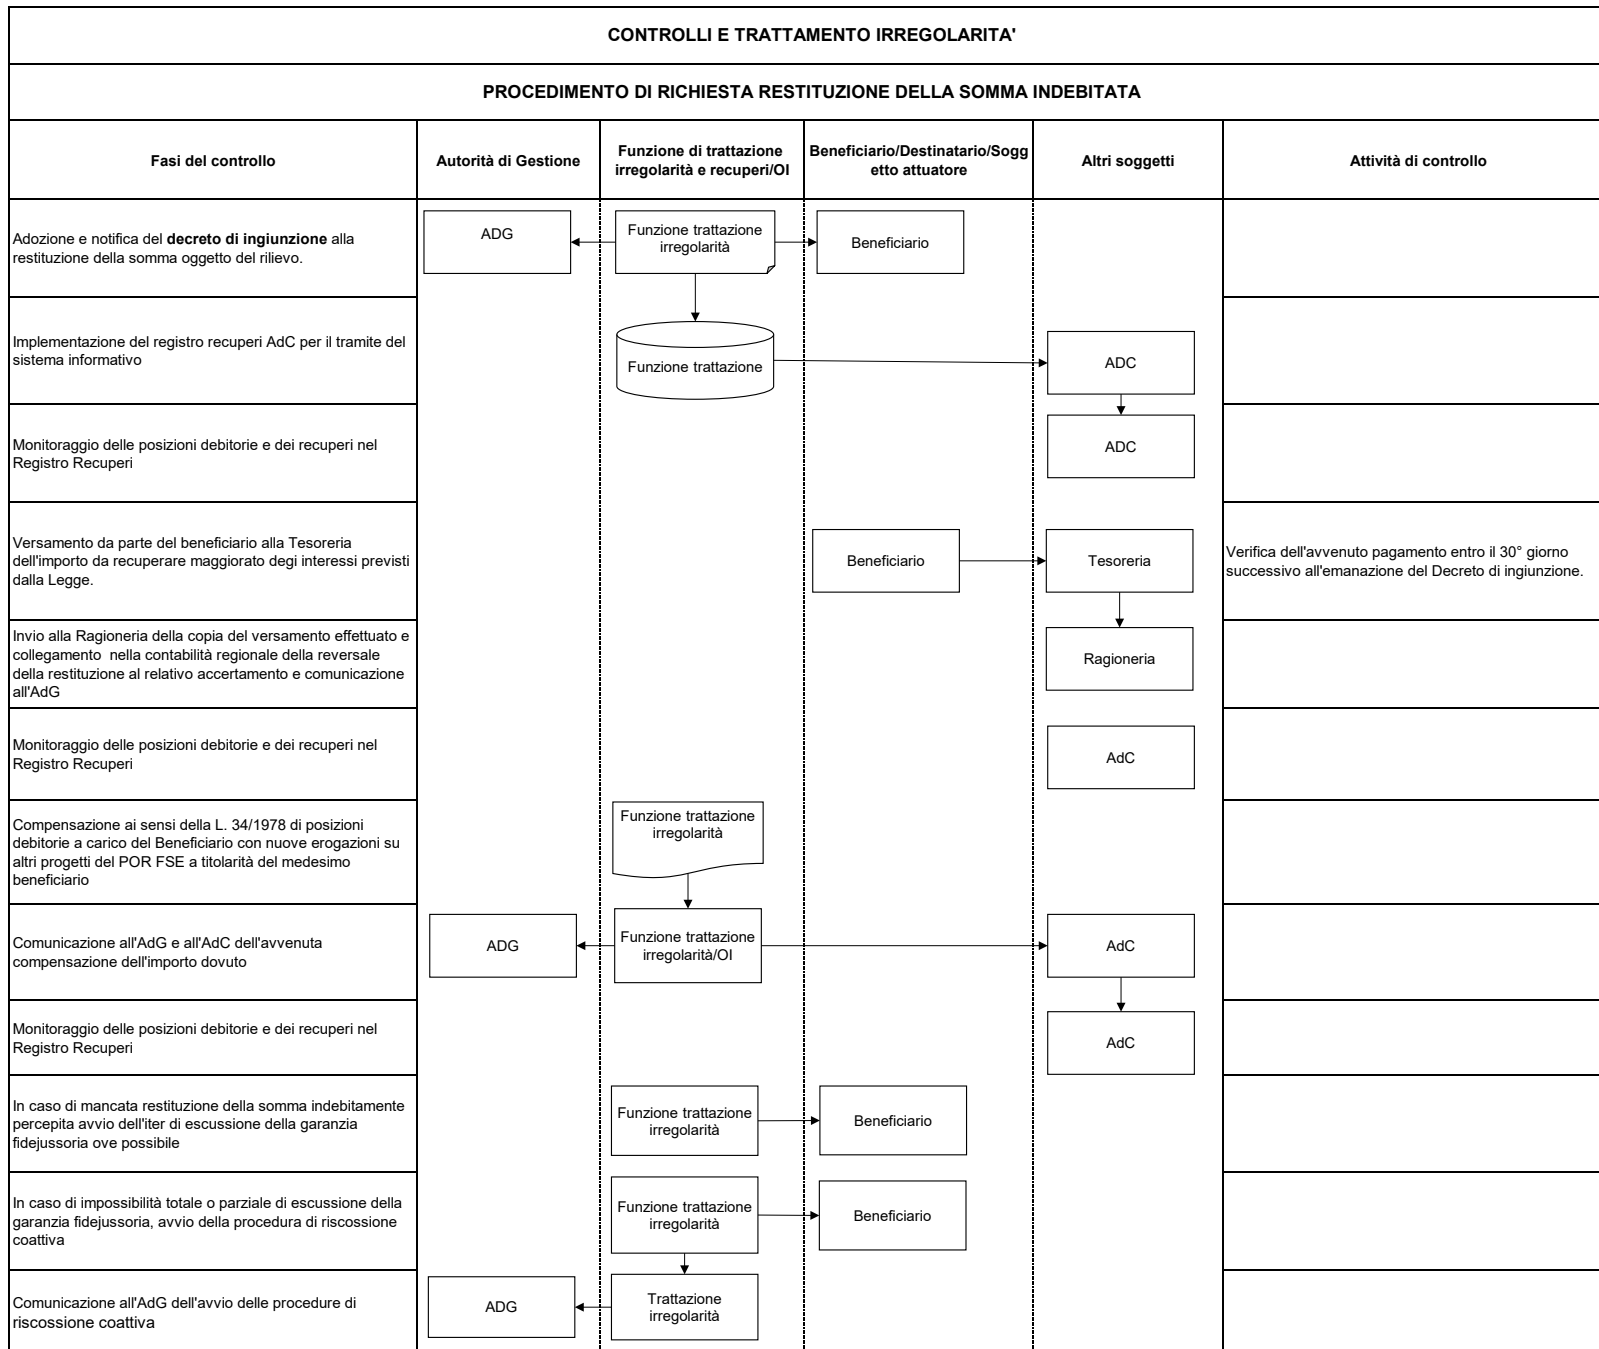 CONTROLLI E TRATTAMENTO IRREGOLARITA'
PROCEDIMENTO DI RICHIESTA RESTITUZIONE DELLA SOMMA INDEBITATA
Fasi del controllo
Autorità di Gestione
Funzione di trattazione
irregolarità e recuperi/OI
Beneficiario/Destinatario/Sogg
etto attuatore
Altri soggetti
Attività di controllo
Adozione e notifica del decreto di ingiunzione alla
restituzione della somma oggetto del rilievo.
ADG
Funzione trattazione
irregolarità
Beneficiario
Implementazione del registro recuperi AdC per il tramite del
sistema informativo
Funzione trattazione
ADC
Monitoraggio delle posizioni debitorie e dei recuperi nel
Registro Recuperi
ADC
Versamento da parte del beneficiario alla Tesoreria
dell'importo da recuperare maggiorato degi interessi previsti
dalla Legge.
Beneficiario
Tesoreria
Verifica dell'avvenuto pagamento entro il 30° giorno
successivo all'emanazione del Decreto di ingiunzione.
Invio alla Ragioneria della copia del versamento effettuato e
collegamento  nella contabilità regionale della reversale
della restituzione al relativo accertamento e comunicazione
all'AdG
Ragioneria
Monitoraggio delle posizioni debitorie e dei recuperi nel
Registro Recuperi
AdC
Compensazione ai sensi della L. 34/1978 di posizioni
debitorie a carico del Beneficiario con nuove erogazioni su
altri progetti del POR FSE a titolarità del medesimo
beneficiario
Funzione trattazione
irregolarità
Comunicazione all'AdG e all'AdC dell'avvenuta
compensazione dell'importo dovuto
ADG
Funzione trattazione
irregolarità/OI
AdC
Monitoraggio delle posizioni debitorie e dei recuperi nel
Registro Recuperi
AdC
In caso di mancata restituzione della somma indebitamente
percepita avvio dell'iter di escussione della garanzia
fidejussoria ove possibile
Funzione trattazione
irregolarità
Beneficiario
In caso di impossibilità totale o parziale di escussione della
garanzia fidejussoria, avvio della procedura di riscossione
coattiva
Funzione trattazione
irregolarità
Beneficiario
Comunicazione all'AdG dell'avvio delle procedure di
riscossione coattiva
ADG
Trattazione
irregolarità